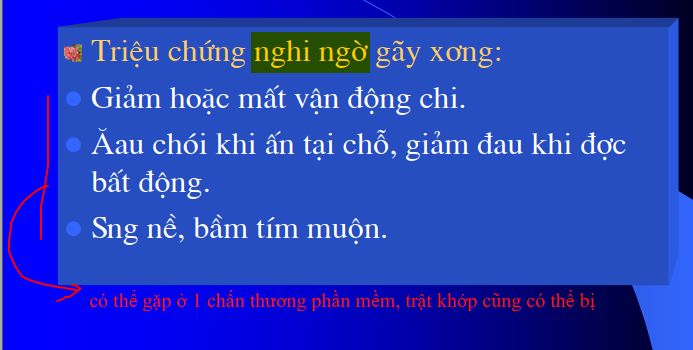 Triệu chứng nghi ngờ gãy xơng:
Giảm hoặc mất vận động chi.
Ăau chói khi ấn tại chỗ, giảm đau khi đợc
bất động.
Sng nề, bầm tím muộn.
có thể gặp ở 1 chấn thương phần mềm, trật khớp cũng có thể bị